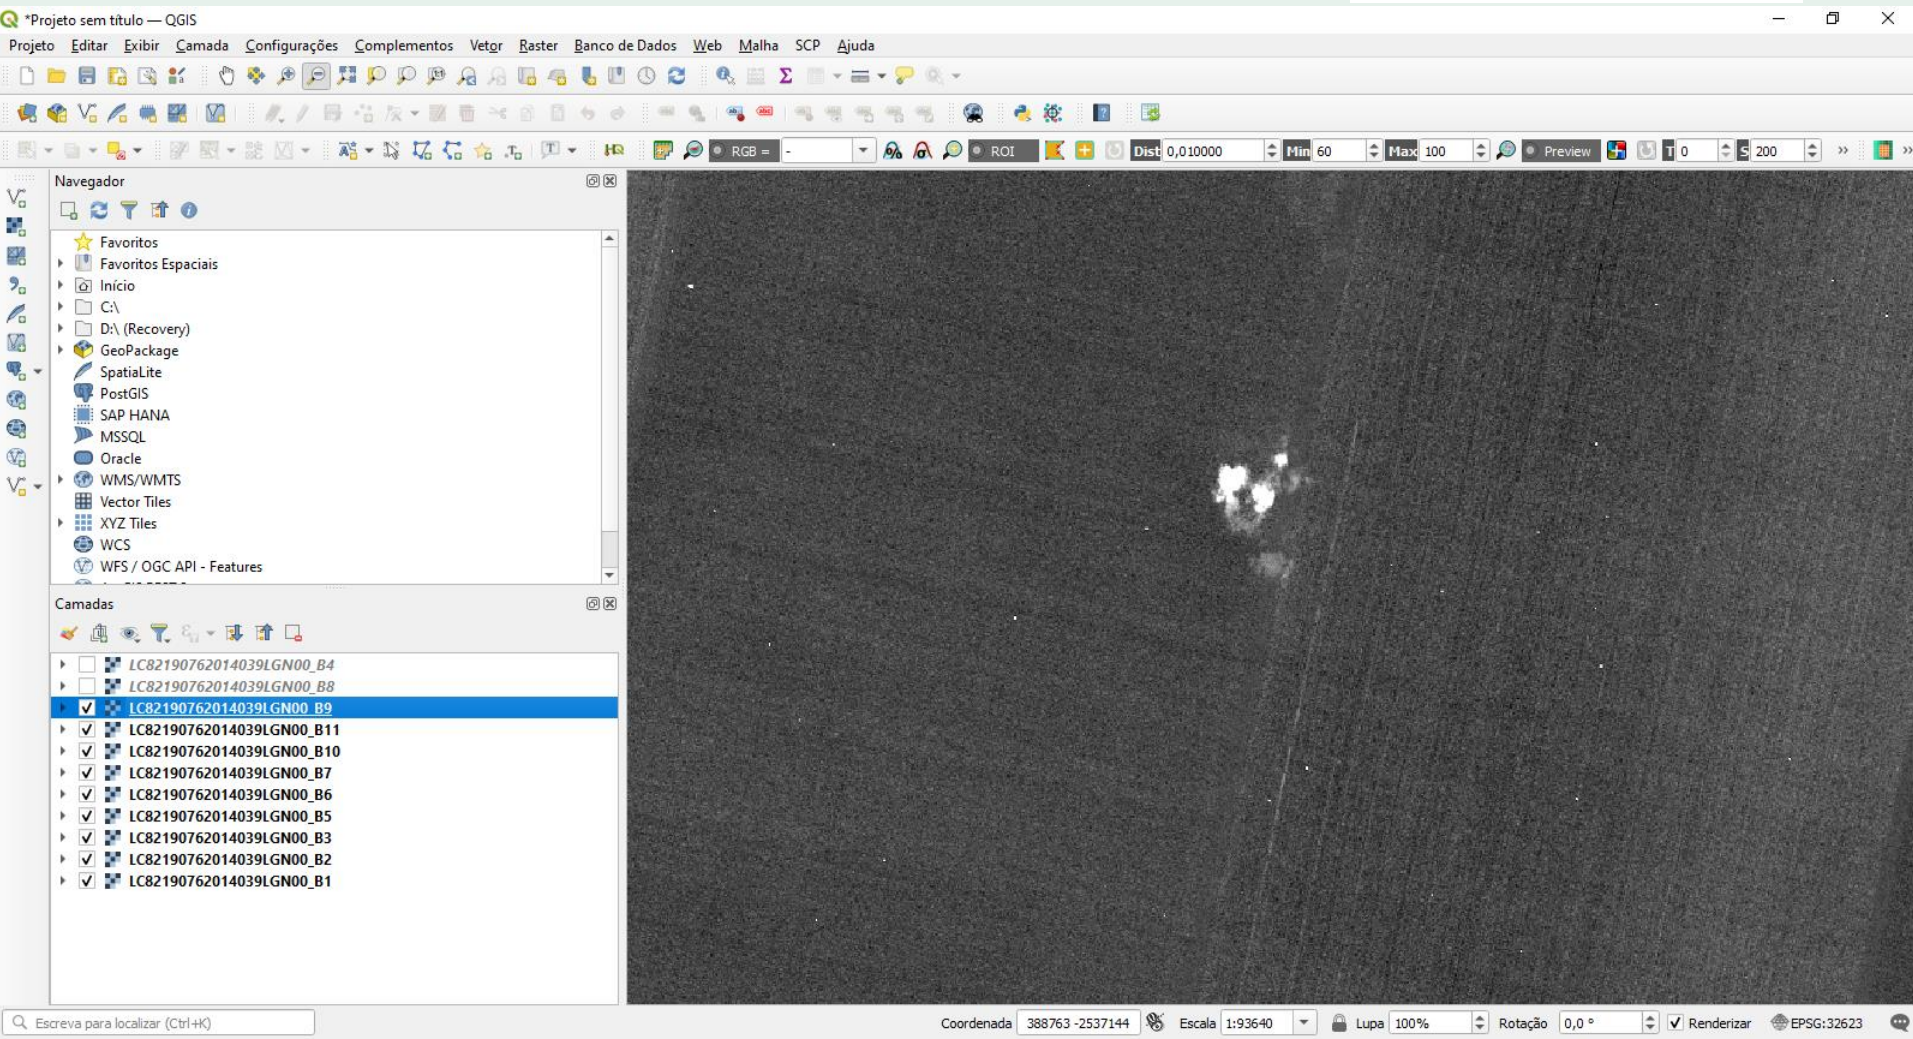 *Projeto sem título — QGIS
Projeto Editar Exibir Camada Configurações Complementos Vetor Raster Banco de Dados Web Malha SCP Ajuda
RGB = - ROI Dist 0,010000 Min 60 Max 100 Preview T 0 S 200
Navegador
Favoritos
Favoritos Espaciais
Início
C:\
D:\ (Recovery)
GeoPackage
SpatiaLite
PostGIS
SAP HANA
MSSQL
Oracle
WMS/WMTS
Vector Tiles
XYZ Tiles
WCS
WFS / OGC API - Features
Camadas
LC82190762014039LGN00_B4
LC82190762014039LGN00_B8
LC82190762014039LGN00_B9
LC82190762014039LGN00_B11
LC82190762014039LGN00_B10
LC82190762014039LGN00_B7
LC82190762014039LGN00_B6
LC82190762014039LGN00_B5
LC82190762014039LGN00_B3
LC82190762014039LGN00_B2
LC82190762014039LGN00_B1
Escreva para localizar (Ctrl+K) Coordenada 388763 -2537144 Escala 1:93640 Lupa 100% Rotação 0,0 ° Renderizar EPSG:32623